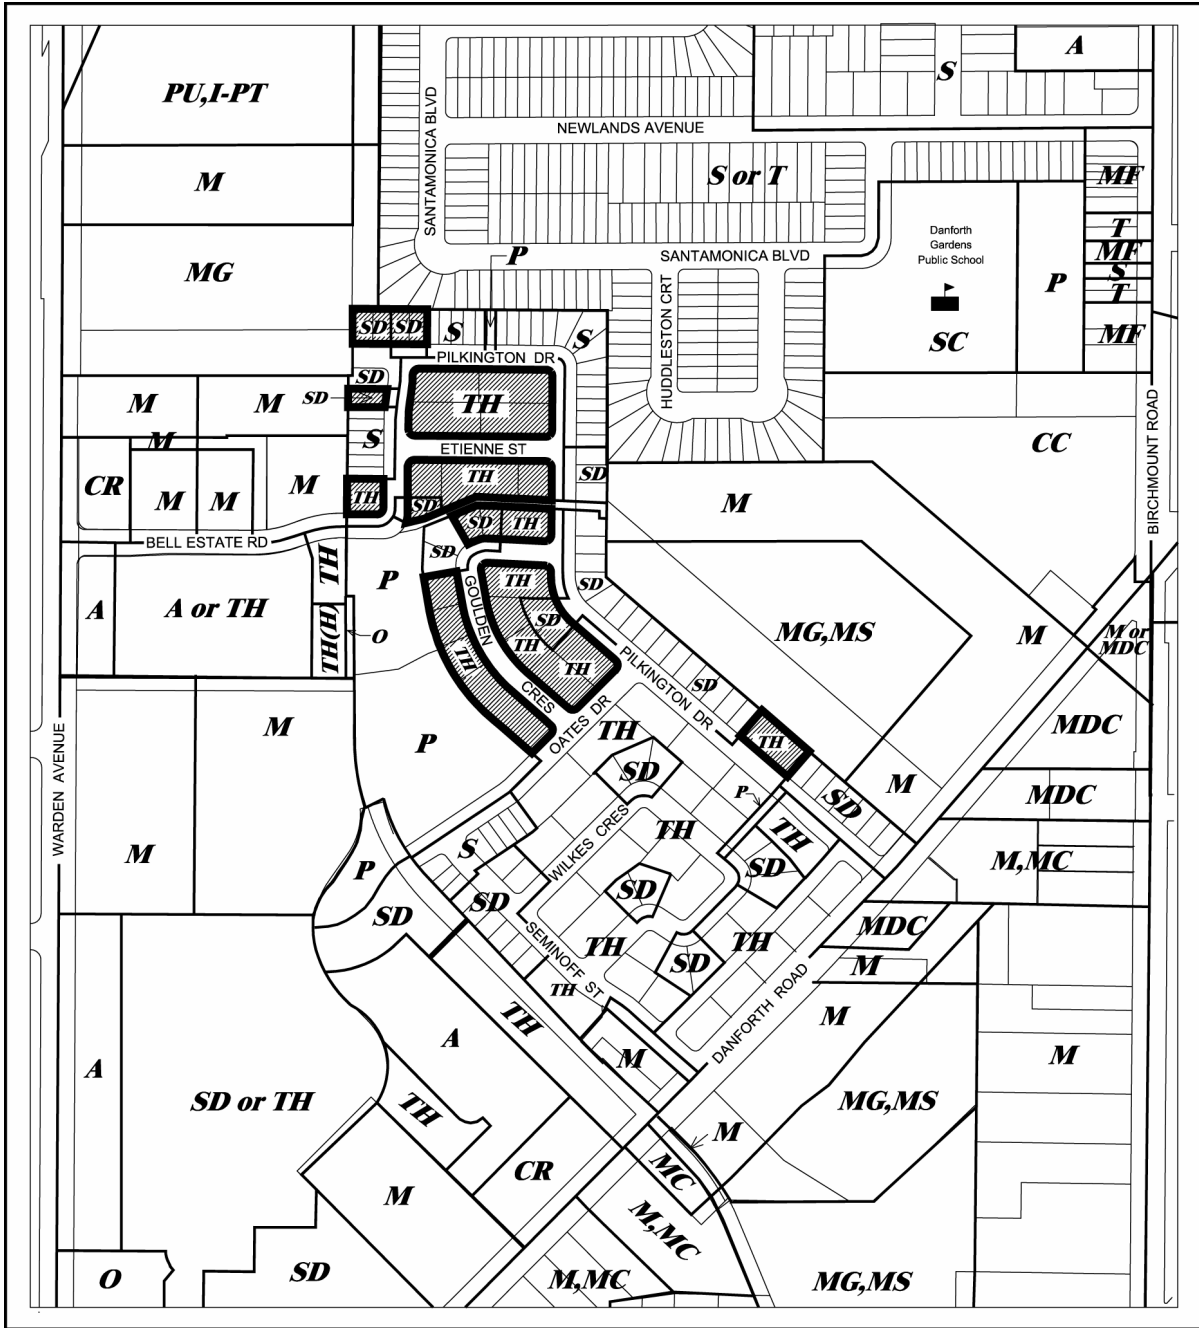 A
S
PU,I-PT
SANTAMONICA BLVD
NEWLANDS AVENUE
M
S or T
MF
Danforth
Gardens
Public School
T
P
SANTAMONICA BLVD
MF
MG
S
P
T
HUDDLESTON CRT
SD
SD
S
S
SC
MF
PILKINGTON DR
SD
M
M
SD
TH
BIRCHMOUNT ROAD
M
S
ETIENNE ST
CC
CR
M
TH
SD
M
M
TH
SD
M
BELL ESTATE RD
SD
TH
SD
TH
P
TH
SD
A
A or TH
GOULDEN
CRES
SD
TH
MG,MS
M
M or
MDC
TH(H)
O
TH
TH
PILKINGTON DR
SD
M
P
OATES DR
TH
TH
MDC
WARDEN AVENUE
SD
P
SD
M
MDC
M
S
WILKES CRES
TH
TH
M,MC
P
SD
SD
SD
SD
MDC
SEMINOFF ST
TH
TH
SD
M
TH
TH
DANFORTH ROAD
M
A
M
M
A
SD or TH
TH
MG,MS
M
CR
MC
M
M,MC
O
SD
M,MC
MG,MS